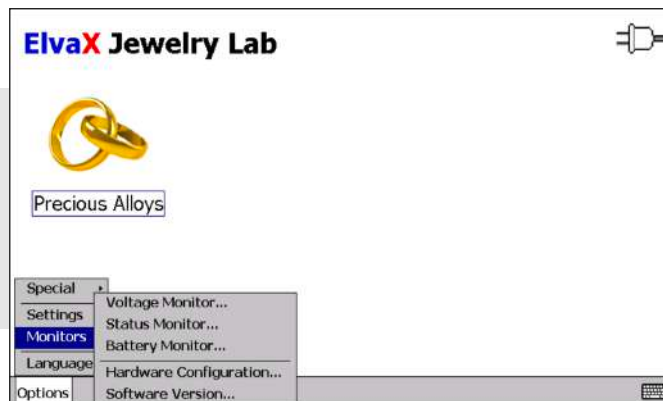 ElvaX Jewelry Lab
Precious Alloys
Special
Settings
Monitors
Language
Options
Voltage Monitor...
Status Monitor...
Battery Monitor...
Hardware Configuration...
Software Version...